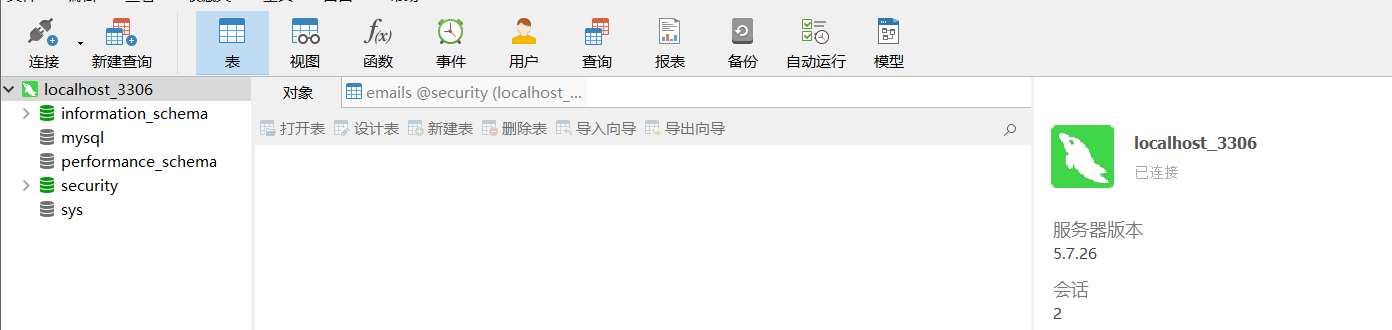 连接
新建查询
表
视图
函数
事件
用户
查询
报表
备份
自动运行
模型
f(x)
localhost_3306
information_schema
mysql
performance_schema
security
sys
对象
emails @security (localhost_...
打开表
设计表
新建表
删除表
导入向导
导出向导
localhost_3306
已连接
服务器版本
5.7.26
会话
2